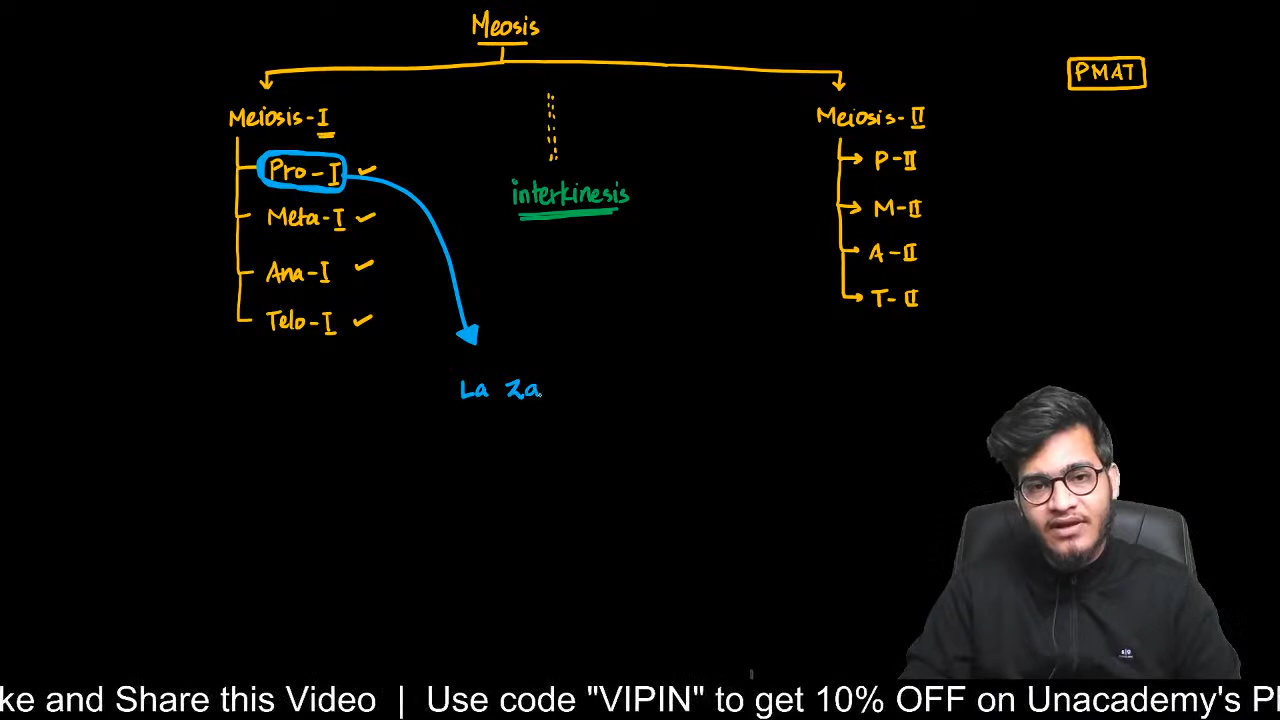 Meosis
PMAT
Meiosis-I
Meiosis-II
Pro-I
P-II
interkinesis
Meta-I
M-II
Ana-I
A-II
Telo-I
T-II
La Za
ke and Share this Video | Use code "VIPIN" to get 10% OFF on Unacademy's Pl